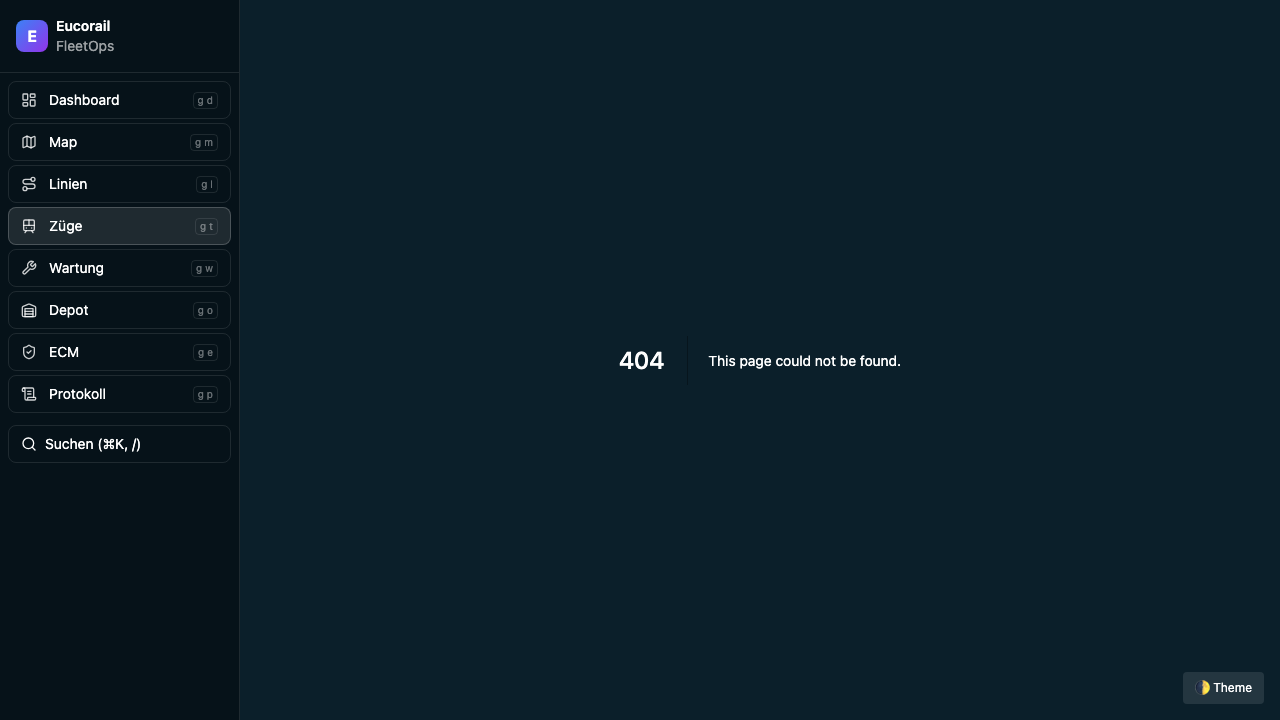 E
Eucorail
FleetOps
Dashboard g d
Map g m
Linien g l
Züge g t
Wartung g w
Depot g o
ECM g e
Protokoll g p
Suchen (⌘K, /)
404
This page could not be found.
🌗 Theme